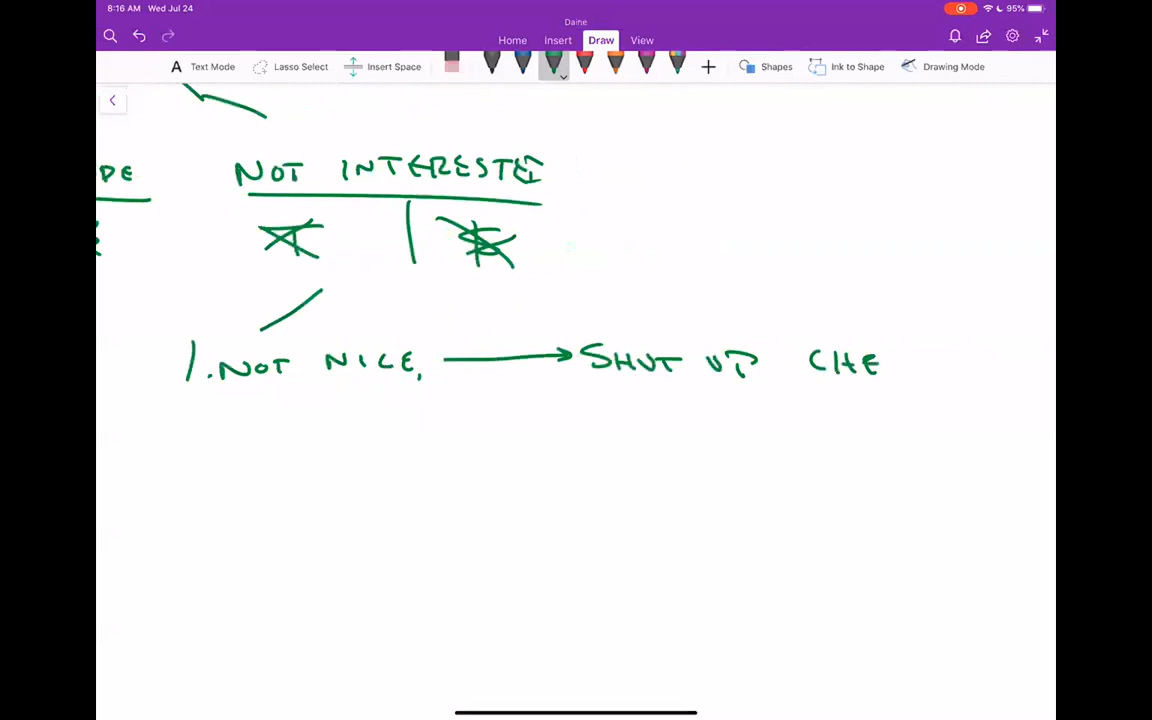 8:16 AM Wed Jul 24
95%
Daine
Home Insert Draw View
Text Mode Lasso Select Insert Space Shapes Ink to Shape Drawing Mode
NOT INTERESTED
1. NOT NICE, → SHUT UP CHE